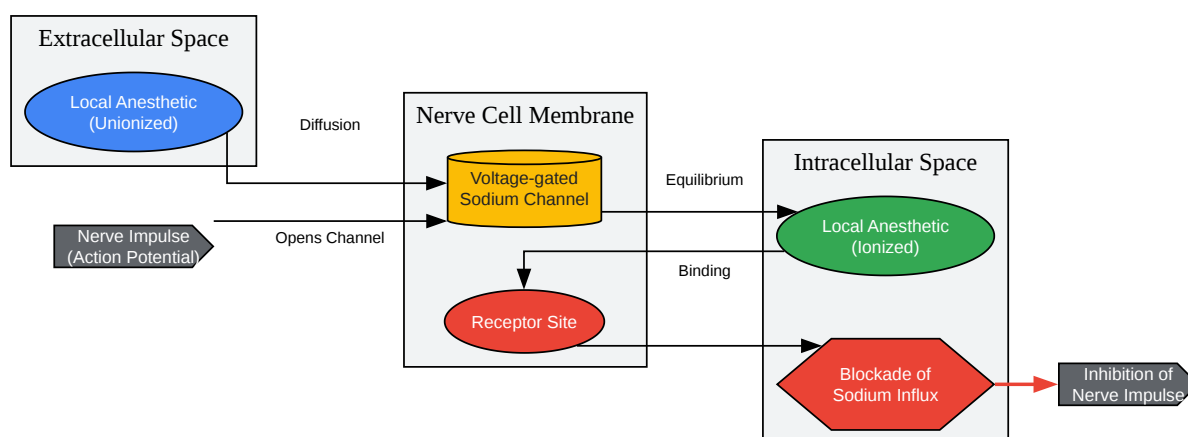 Extracellular Space
Local Anesthetic
(Unionized)
Diffusion
Nerve Cell Membrane
Voltage-gated
Sodium Channel
Nerve Impulse
(Action Potential)
Opens Channel
Equilibrium
Intracellular Space
Local Anesthetic
(Ionized)
Binding
Receptor Site
Blockade of
Sodium Influx
Inhibition of
Nerve Impulse